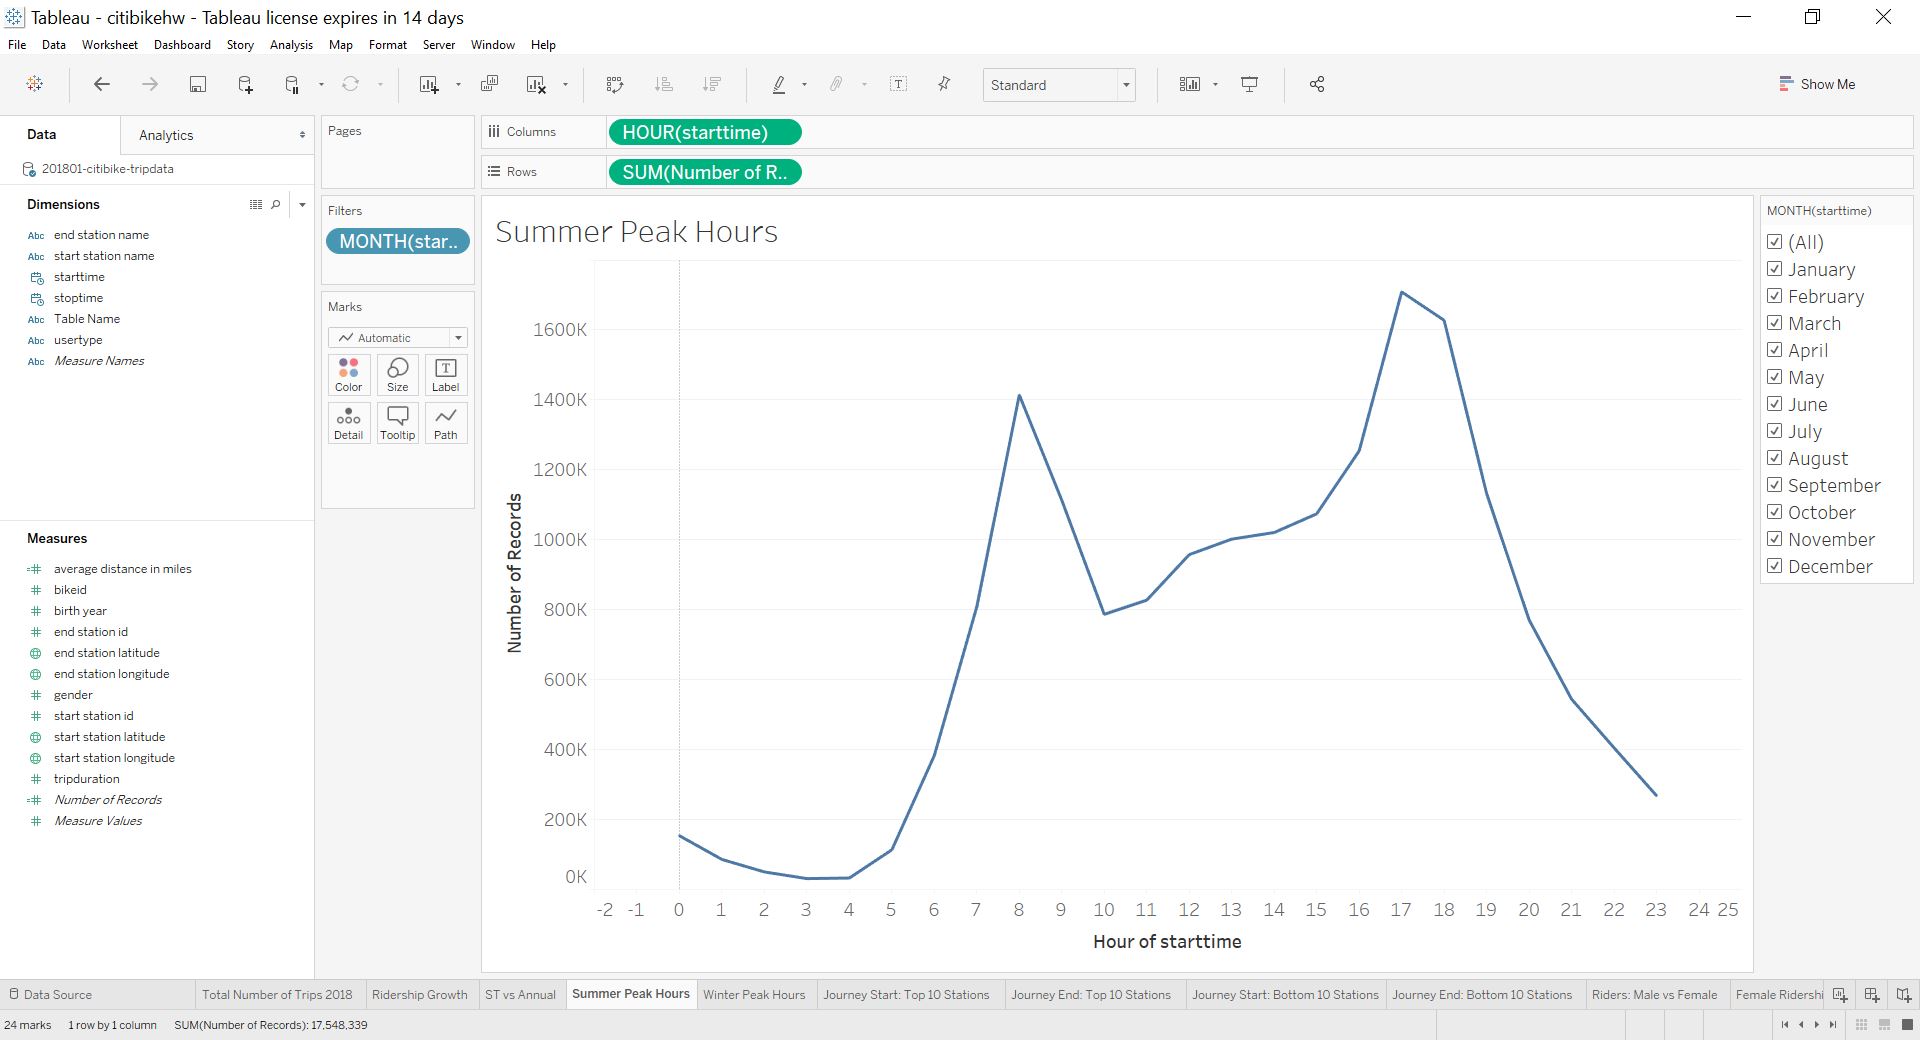 Tableau - citibikehw - Tableau license expires in 14 days
File Data Worksheet Dashboard Story Analysis Map Format Server Window Help
Standard
Show Me
Data
Analytics
201801-citibike-tripdata
Dimensions
Abc end station name
Abc start station name
starttime
stoptime
Abc Table Name
Abc usertype
Abc Measure Names
Measures
average distance in miles
bikeid
birth year
end station id
end station latitude
end station longitude
gender
start station id
start station latitude
start station longitude
tripduration
Number of Records
Measure Values
Pages
Filters
MONTH(star..
Marks
Automatic
Color Size Label
Detail Tooltip Path
Columns HOUR(starttime)
Rows SUM(Number of R..
Summer Peak Hours
Number of Records
1600K
1400K
1200K
1000K
800K
600K
400K
200K
0K
-2 -1 0 1 2 3 4 5 6 7 8 9 10 11 12 13 14 15 16 17 18 19 20 21 22 23 24 25
Hour of starttime
MONTH(starttime)
(All)
January
February
March
April
May
June
July
August
September
October
November
December
Data Source Total Number of Trips 2018 Ridership Growth ST vs Annual Summer Peak Hours Winter Peak Hours Journey Start: Top 10 Stations Journey End: Top 10 Stations Journey Start: Bottom 10 Stations Journey End: Bottom 10 Stations Riders: Male vs Female Female Ridershi
24 marks 1 row by 1 column SUM(Number of Records): 17,548,339